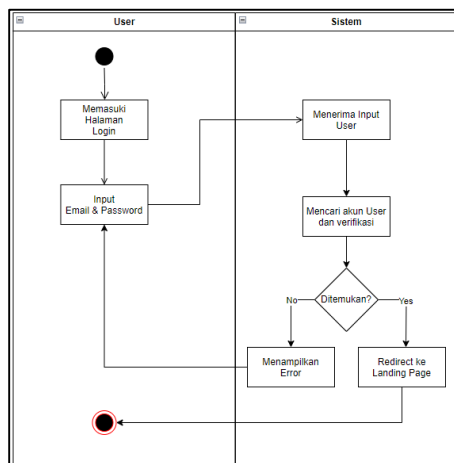 User
Sistem
Memasuki
Halaman
Login
Menerima Input
User
Input
Email & Password
Mencari akun User
dan verifikasi
Ditemukan?
No
Yes
Menampilkan
Error
Redirect ke
Landing Page